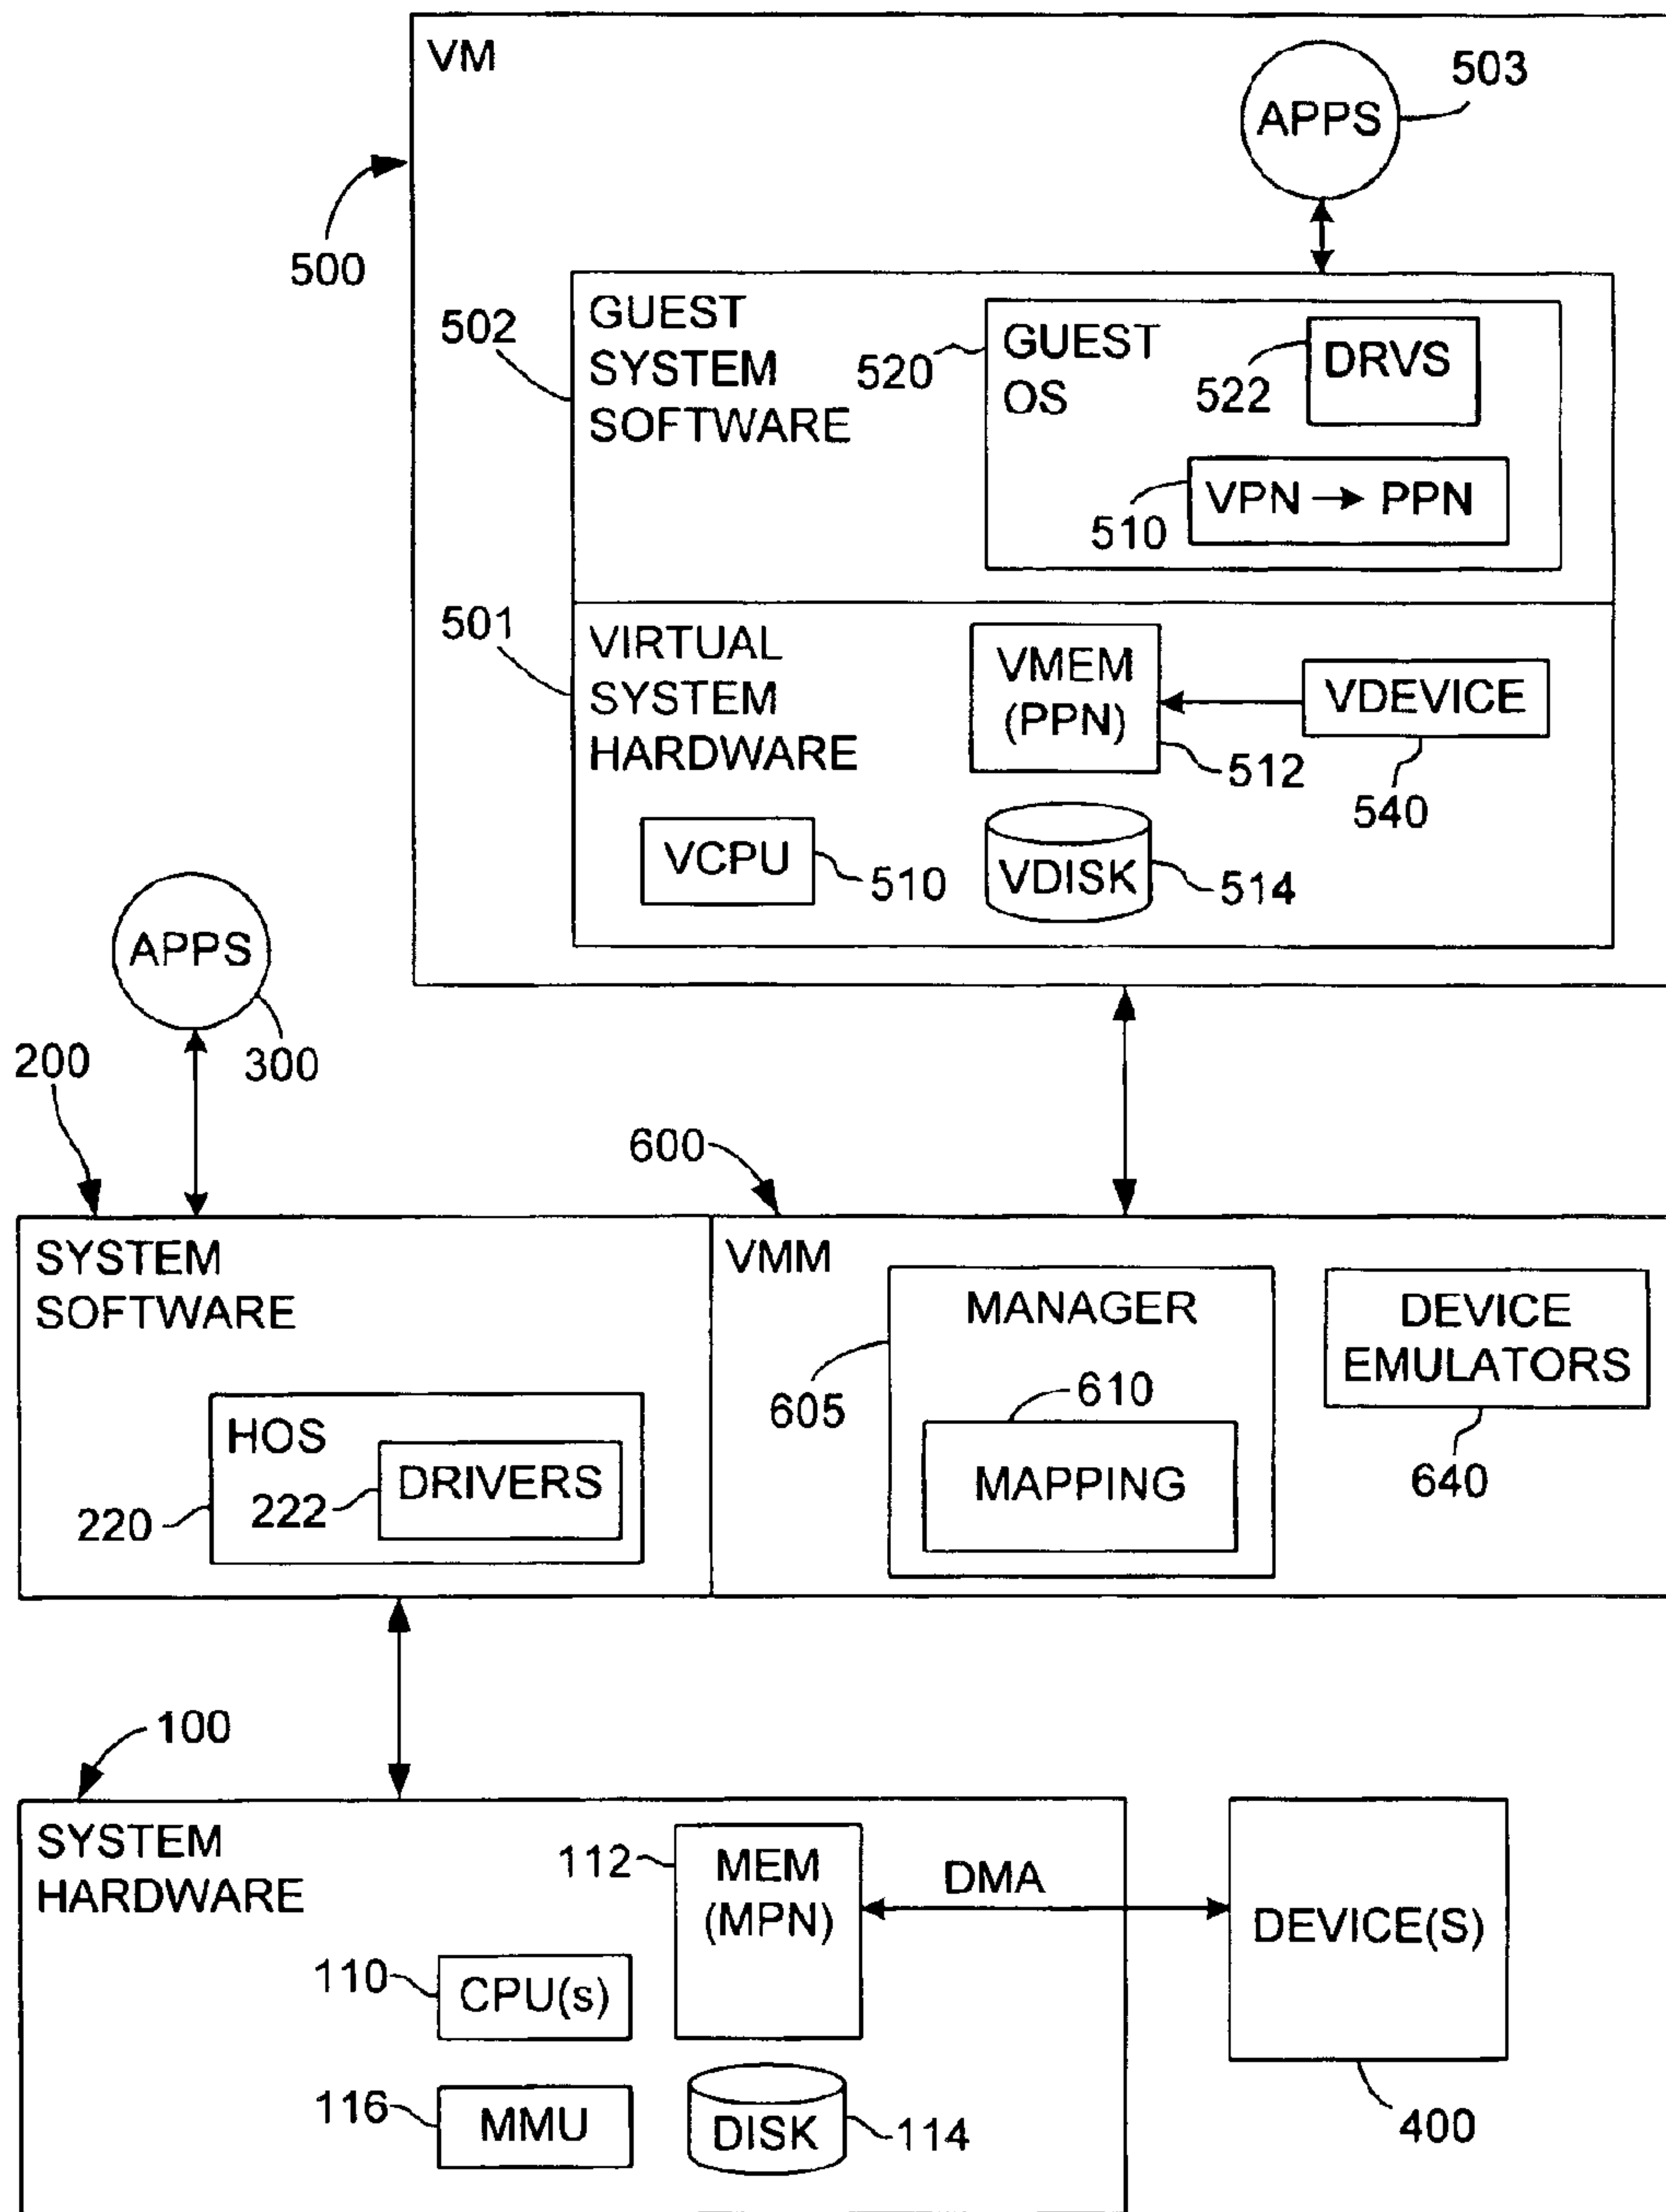 VM
APPS
503
500
502
GUEST
SYSTEM
SOFTWARE
520
GUEST
OS
522
DRVS
510
VPN → PPN
501
VIRTUAL
SYSTEM
HARDWARE
VMEM
(PPN)
512
VDEVICE
540
VCPU
510
VDISK
514
APPS
300
200
600
SYSTEM
SOFTWARE
HOS
220
222
DRIVERS
VMM
MANAGER
605
610
MAPPING
DEVICE
EMULATORS
640
100
SYSTEM
HARDWARE
112
MEM
(MPN)
DMA
DEVICE(S)
400
110
CPU(s)
116
MMU
DISK
114